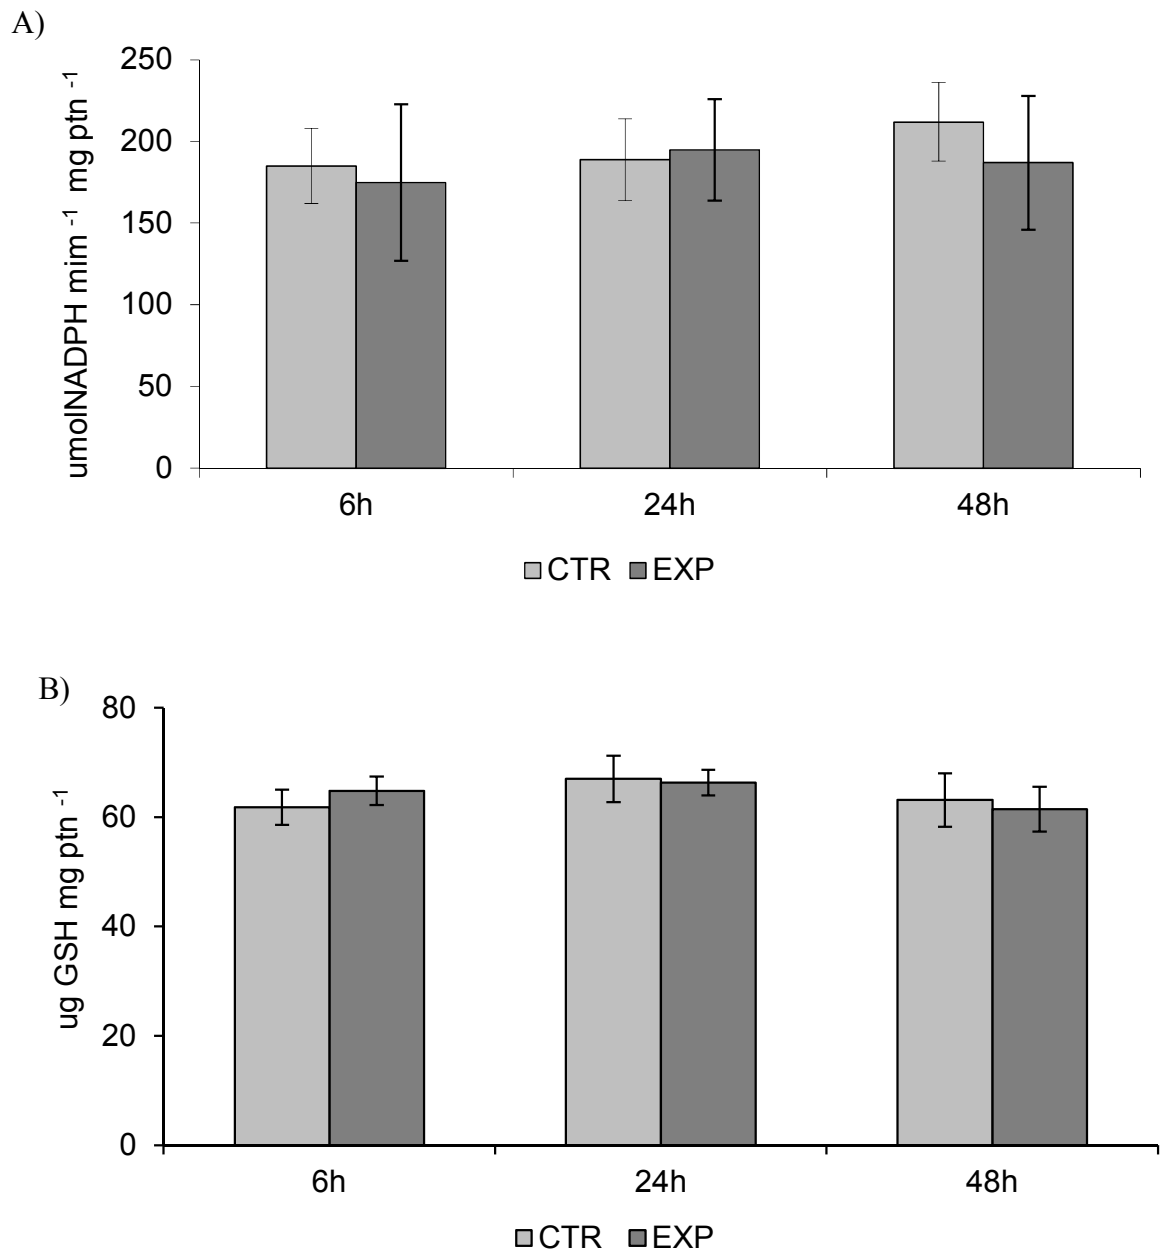 A)
umolNADPH mim ⁻¹ mg ptn ⁻¹
250
200
150
100
50
0
6h 24h 48h
CTR EXP
B)
ug GSH mg ptn ⁻¹
80
60
40
20
0
6h 24h 48h
CTR EXP